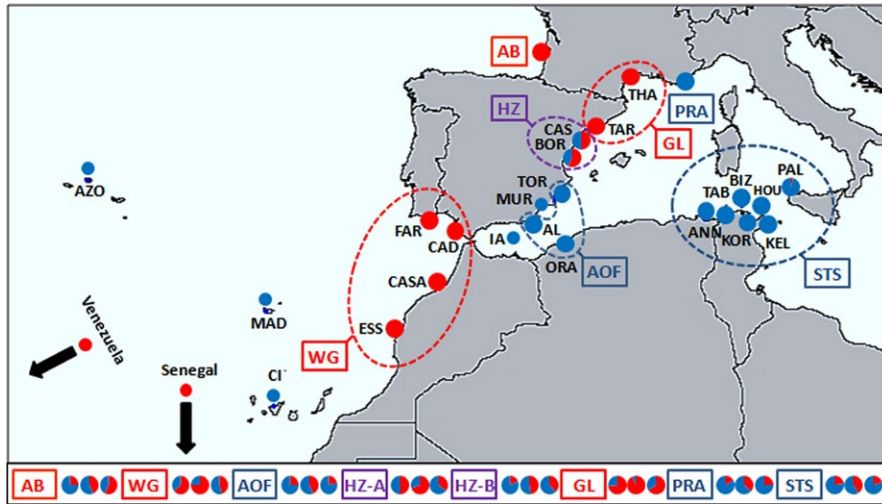 AB
THA
PRA
HZ
CAS
TAR
BOR
GL
PAL
TOR
BIZ
HOU
TAB
MUR
AZO
FAR
CAD
IA
AL
ANN
KOR
KEL
ORA
AOF
STS
CASA
Venezuela
MAD
ESS
WG
Senegal
CI
AB WG AOF HZ-A HZ-B GL PRA STS